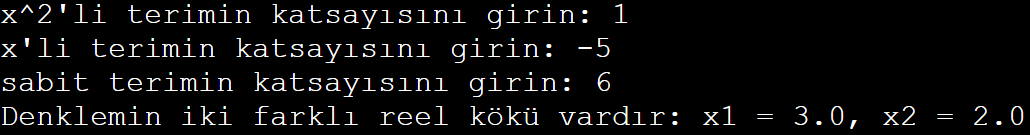 x^2'li terimin katsayısını girin: 1
x'li terimin katsayısını girin: -5
sabit terimin katsayısını girin: 6
Denklemin iki farklı reel kökü vardır: x1 = 3.0, x2 = 2.0